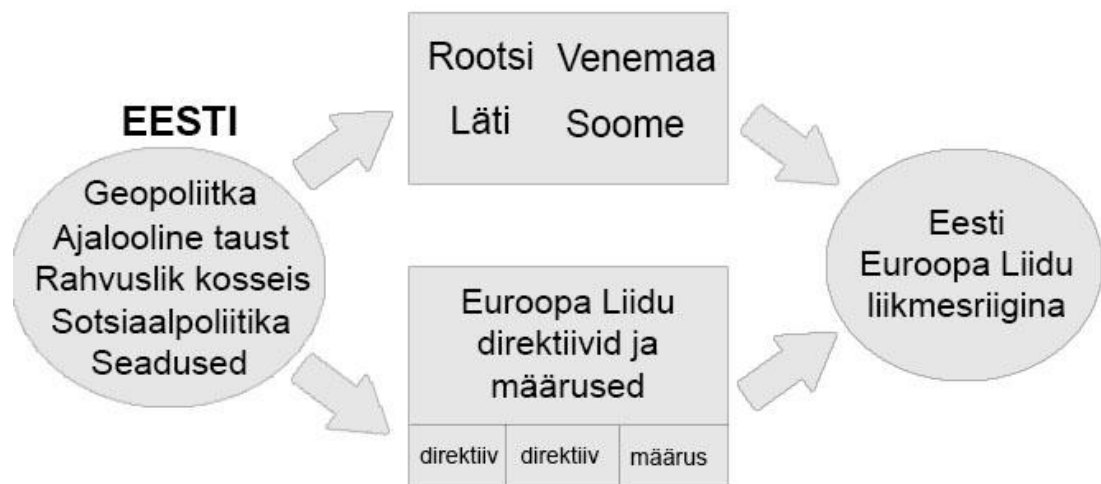 EESTI
Geopoliitka
Ajalooline taust
Rahvuslik kosseis
Sotsiaalpoliitika
Seadused
Rootsi Venemaa
Läti Soome
Euroopa Liidu
direktiivid ja
määrused
direktiiv direktiiv määrus
Eesti
Euroopa Liidu
liikmesriigina